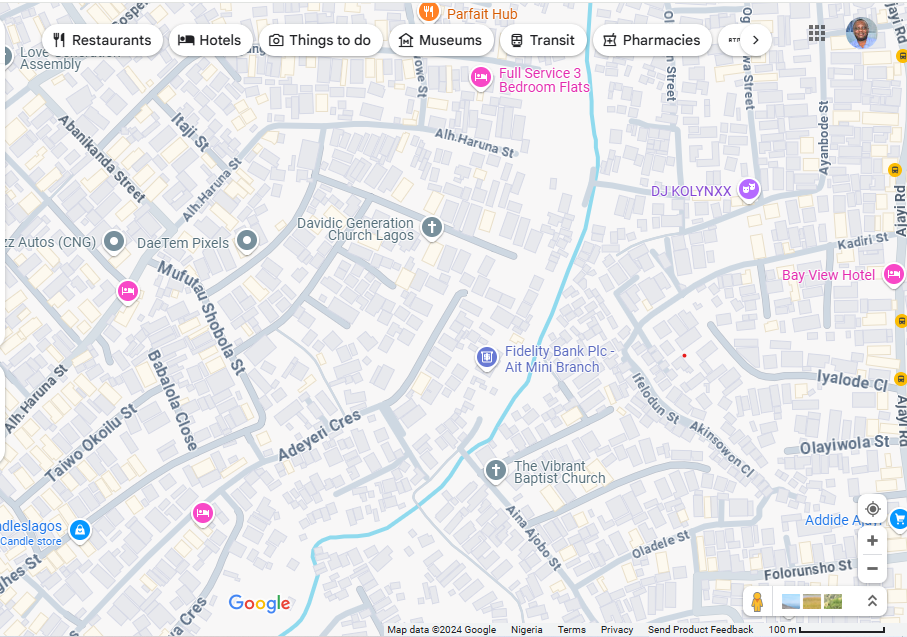 Parfait Hub
Restaurants
Hotels
Things to do
Museums
Transit
Pharmacies
Assembly
Full Service 3
Bedroom Flats
Itaji St
Abanikanda Street
Alh.Haruna St
Alh.Haruna St
Ayanbode St
Ajayi Rd
DJ KOLYNXX
Davidic Generation
Church Lagos
zz Autos (CNG)
DaeTem Pixels
Kadiri St
Bay View Hotel
Mufutau Shobola St
Fidelity Bank Plc -
Ait Mini Branch
Babalola Close
Alh.Haruna St
Iyalode Cl
Ifelodun St
Akinsowon Cl
Ajayi Rd
Taiwo Okoilu St
Adeyeri Cres
Olayiwola St
The Vibrant
Baptist Church
Aina Ajobo St
Addide Ajayi
ndleslagos
Candle store
ghes St
Oladele St
Folorunsho St
Google
ya Cres
Map data ©2024 Google
Nigeria
Terms
Privacy
Send Product Feedback
100 m